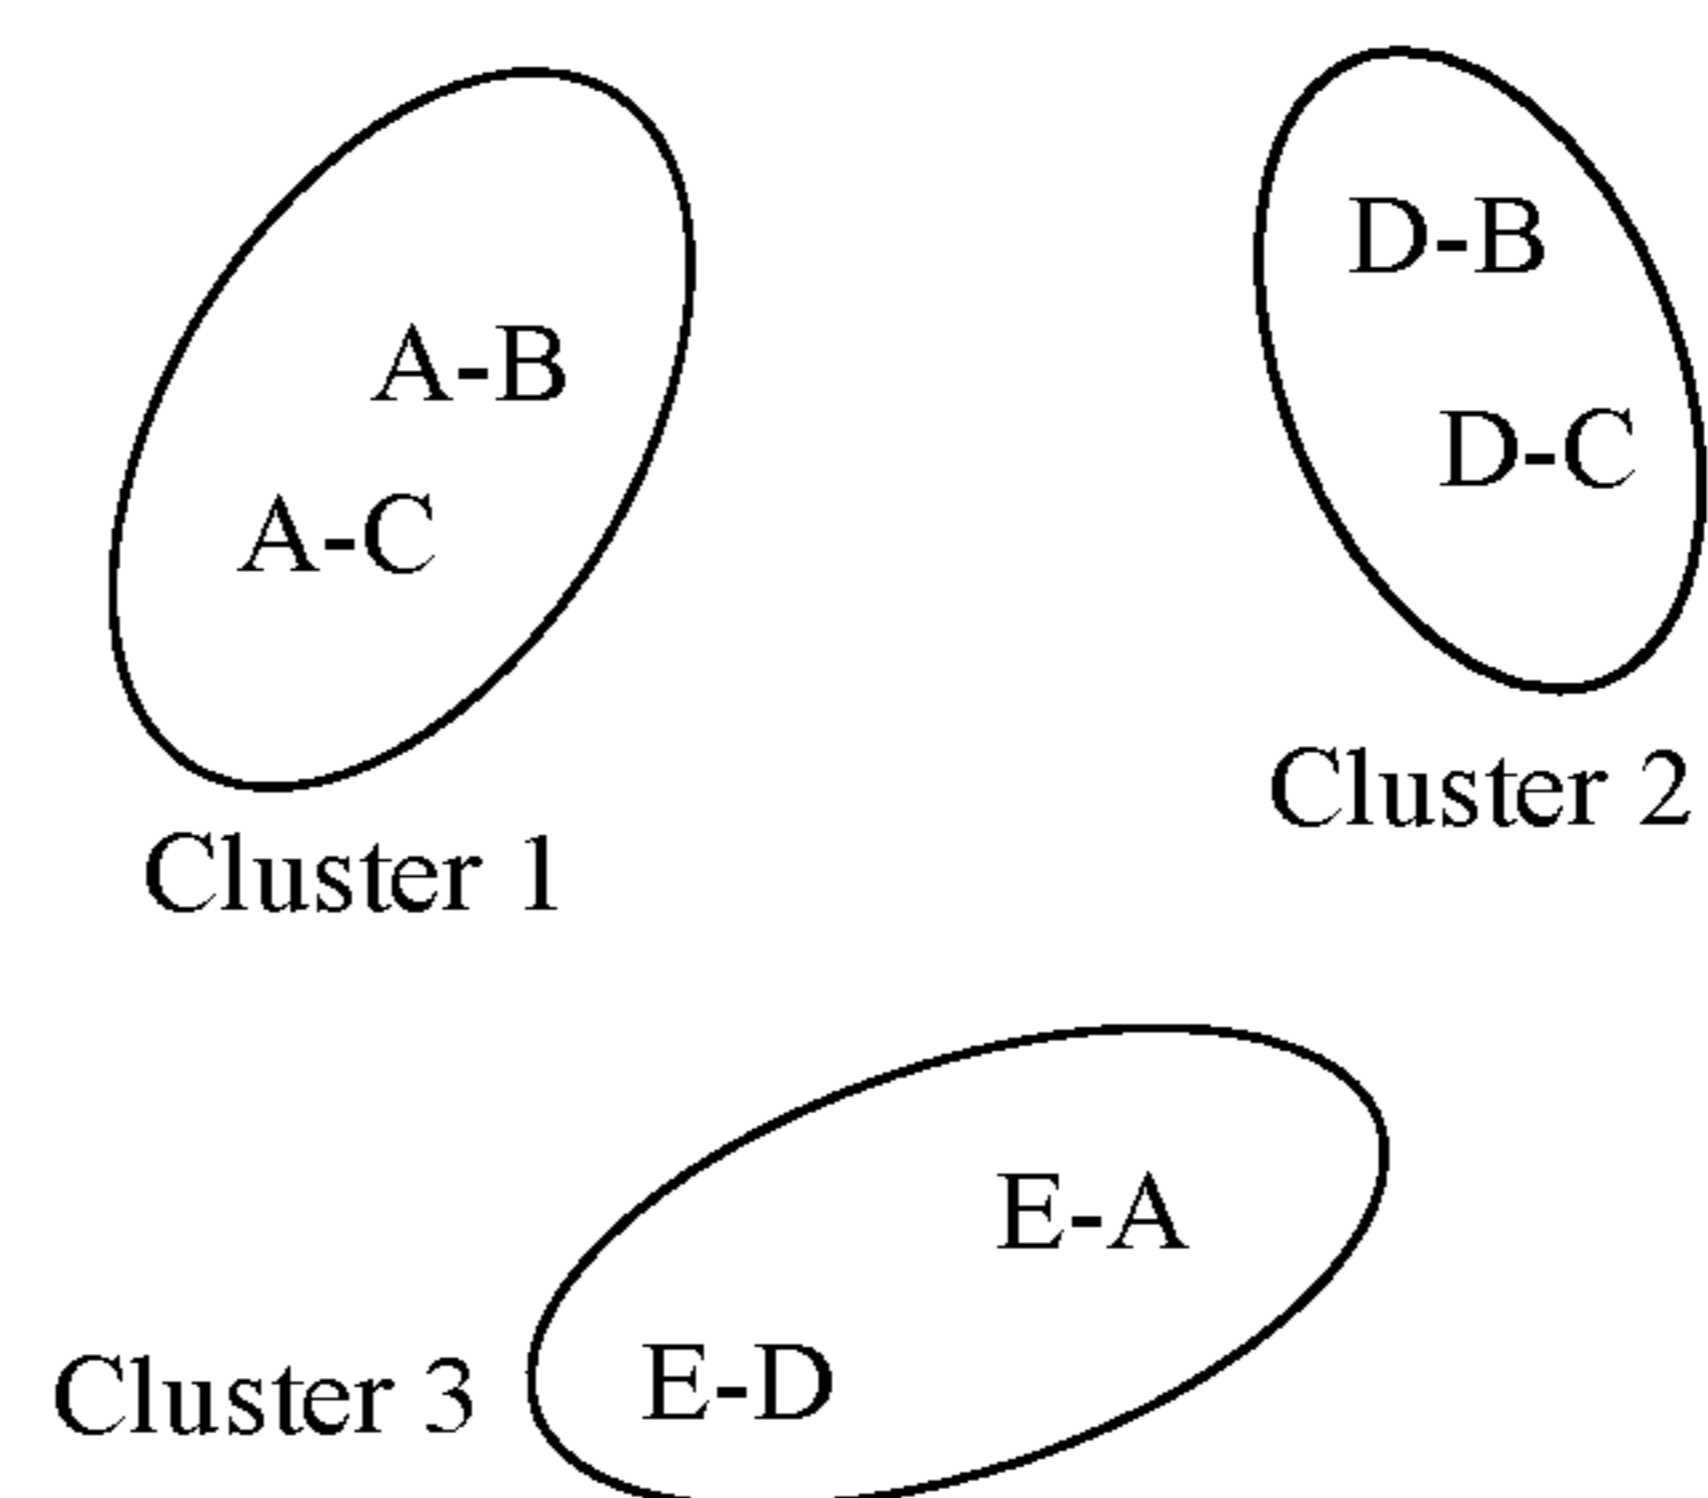 D-B
A-B
D-C
A-C
Cluster 2
Cluster 1
E-A
E-D
Cluster 3